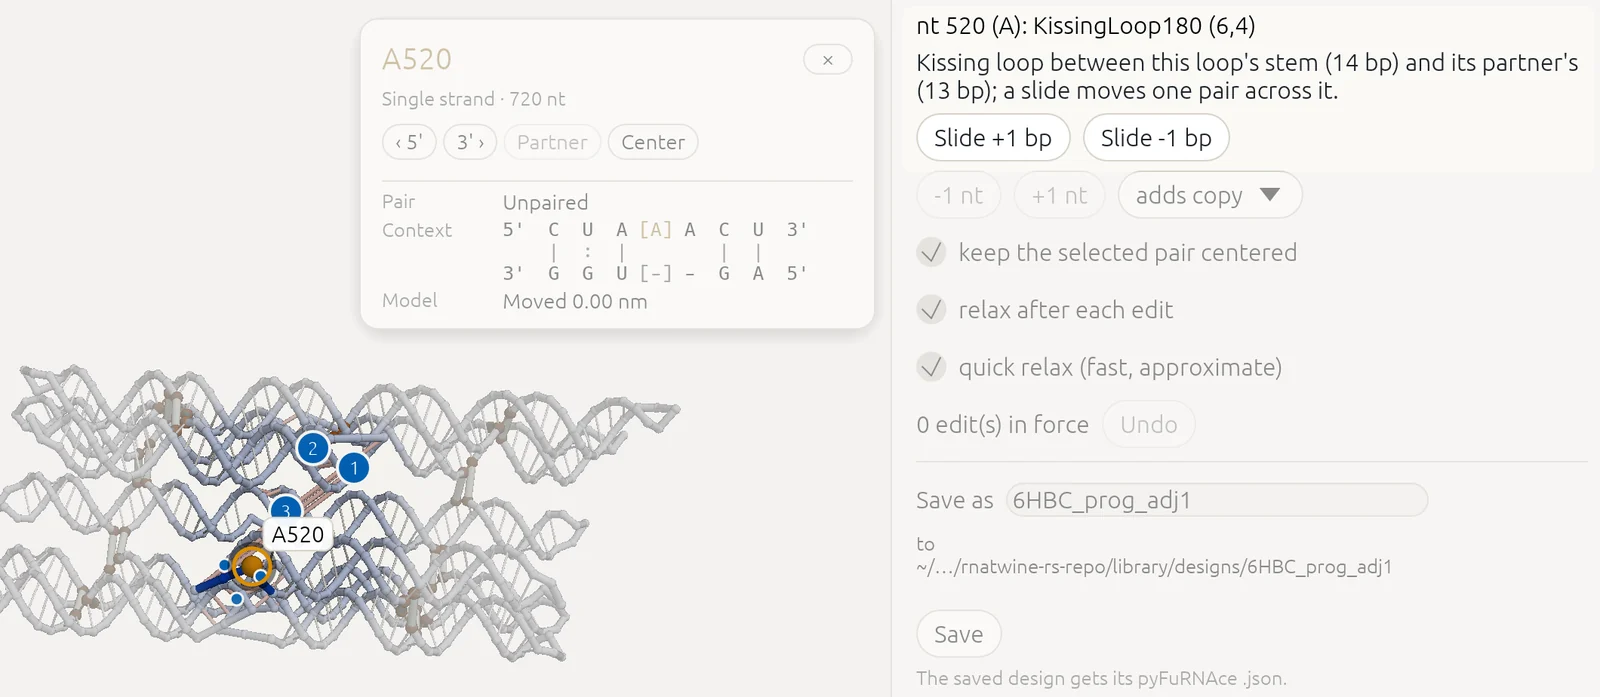 A520
×
Single strand · 720 nt
‹ 5' 3' › Partner Center
Pair Unpaired
Context 5' C U A [A] A C U 3'
| : | | |
3' G G U [–] – G A 5'
Model Moved 0.00 nm
2
1
3
A520
nt 520 (A): KissingLoop180 (6,4)
Kissing loop between this loop's stem (14 bp) and its partner's
(13 bp); a slide moves one pair across it.
Slide +1 bp Slide -1 bp
-1 nt +1 nt adds copy
keep the selected pair centered
relax after each edit
quick relax (fast, approximate)
0 edit(s) in force Undo
Save as 6HBC_prog_adj1
to
~/…/rnatwine-rs-repo/library/designs/6HBC_prog_adj1
Save
The saved design gets its pyFuRNAce .json.